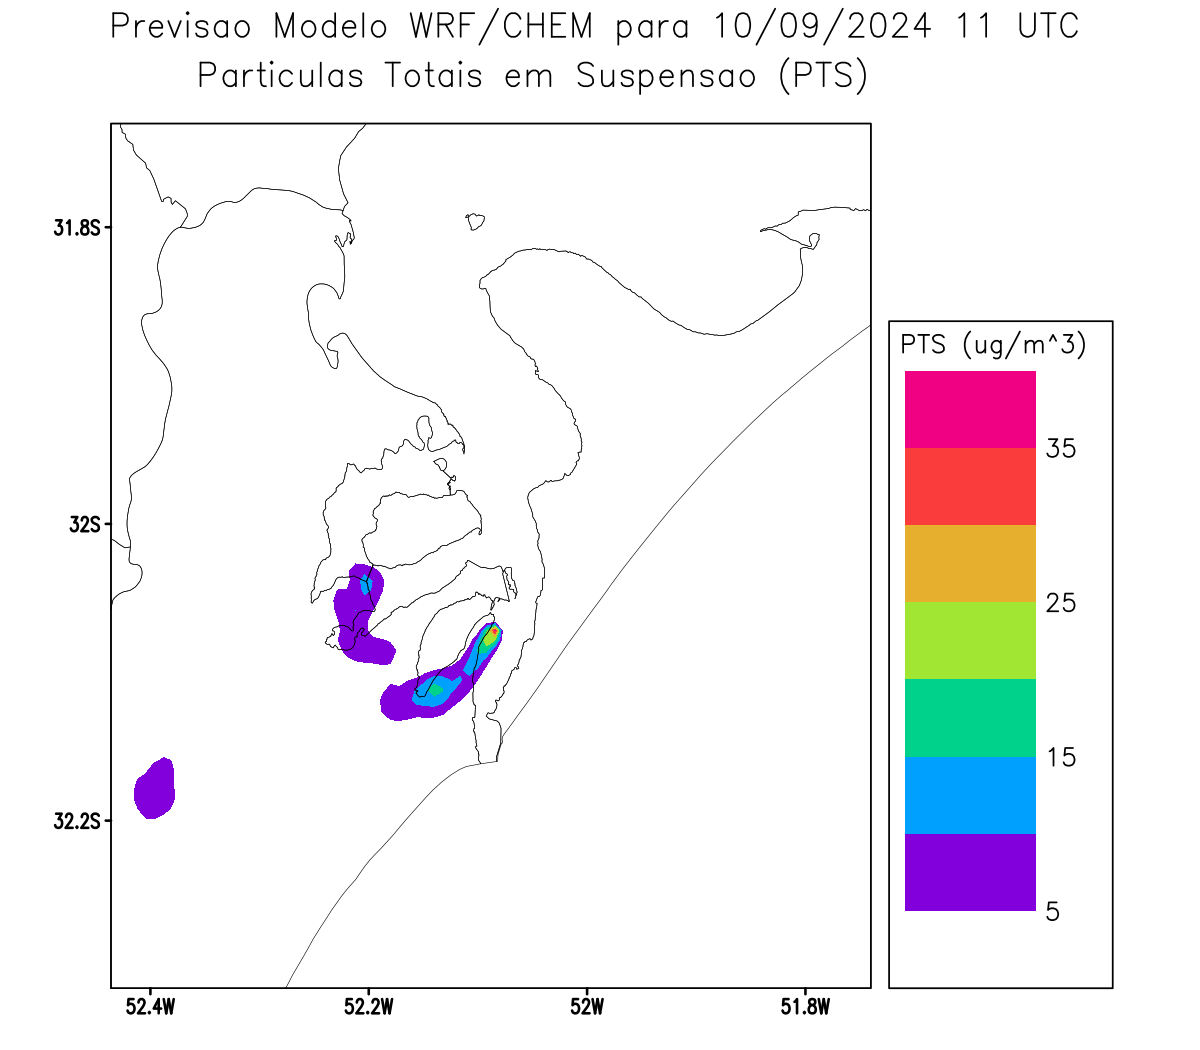 Previsao Modelo WRF/CHEM para 10/09/2024 11 UTC
Particulas Totais em Suspensao (PTS)
31.8S
32S
32.2S
52.4W
52.2W
52W
51.8W
PTS (ug/m^3)
35
25
15
5